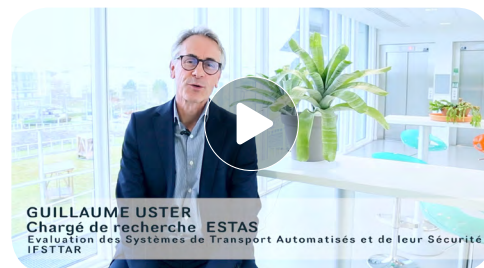 GUILLAUME USTER
Chargé de recherche ESTAS
Evaluation des Systèmes de Transport Automatisés et de leur Sécurité
IFSTTAR